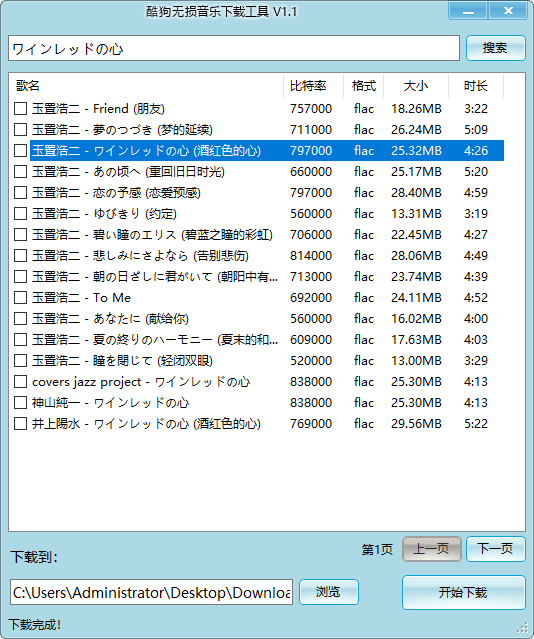 酷狗无损音乐下载工具 V1.1
ワインレッドの心 搜索
歌名 比特率 格式 大小 时长
玉置浩二 - Friend (朋友) 757000 flac 18.26MB 3:22
玉置浩二 - 夢のつづき (梦的延续) 711000 flac 26.24MB 5:09
玉置浩二 - ワインレッドの心 (酒红色的心) 797000 flac 25.32MB 4:26
玉置浩二 - あの頃へ (重回旧日时光) 660000 flac 25.17MB 5:20
玉置浩二 - 恋の予感 (恋爱预感) 797000 flac 28.40MB 4:59
玉置浩二 - ゆびきり (约定) 560000 flac 13.31MB 3:19
玉置浩二 - 碧い瞳のエリス (碧蓝之瞳的彩虹) 706000 flac 22.45MB 4:27
玉置浩二 - 悲しみにさよなら (告别悲伤) 814000 flac 28.06MB 4:49
玉置浩二 - 朝の日ざしに君がいて (朝阳中有... 713000 flac 23.74MB 4:39
玉置浩二 - To Me 692000 flac 24.11MB 4:52
玉置浩二 - あなたに (献给你) 560000 flac 16.02MB 4:00
玉置浩二 - 夏の終りのハーモニー (夏末的和... 609000 flac 17.63MB 4:03
玉置浩二 - 瞳を閉じて (轻闭双眼) 520000 flac 13.00MB 3:29
covers jazz project - ワインレッドの心 838000 flac 25.30MB 4:13
神山純一 - ワインレッドの心 838000 flac 25.30MB 4:13
井上陽水 - ワインレッドの心 (酒红色的心) 769000 flac 29.56MB 5:22
第1页 上一页 下一页
下载到:
C:\Users\Administrator\Desktop\Downloa 浏览 开始下载
下载完成!